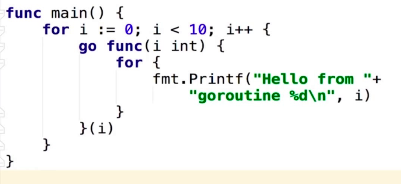 func main() {
    for i := 0; i < 10; i++ {
        go func(i int) {
            for {
                fmt.Printf("Hello from "+
                    "goroutine %d\n", i)
            }
        }(i)
    }
}